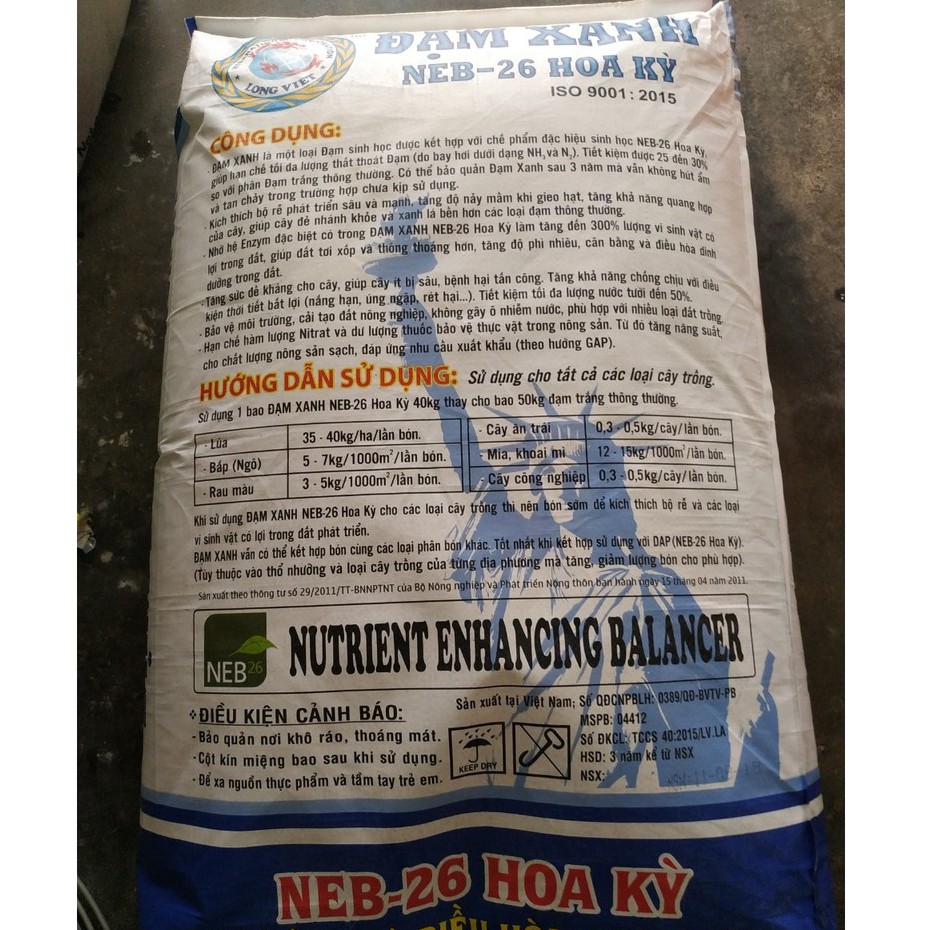 LONG VIỆT
ĐẠM XANH
NEB-26 HOA KỲ
ISO 9001: 2015
CÔNG DỤNG:
- ĐẠM XANH là một loại Đạm sinh học được kết hợp với chế phẩm đặc hiệu sinh học NEB-26 Hoa Kỳ,
giúp hạn chế tối đa lượng thất thoát Đạm (do bay hơi dưới dạng NH₃ và N₂). Tiết kiệm được 25 đến 30%
so với phân Đạm trắng thông thường. Có thể bảo quản Đạm Xanh sau 3 năm mà vẫn không hút ẩm
và tan chảy trong trường hợp chưa kịp sử dụng.
- Kích thích bộ rễ phát triển sâu và mạnh, tăng độ nảy mầm khi gieo hạt, tăng khả năng quang hợp
của cây, giúp cây đẻ nhánh khỏe và xanh lá bền hơn các loại đạm thông thường.
- Nhờ hệ Enzym đặc biệt có trong ĐẠM XANH NEB-26 Hoa Kỳ làm tăng đến 300% lượng vi sinh vật có
lợi trong đất, giúp đất tơi xốp và thông thoáng hơn, tăng độ phì nhiêu, cân bằng và điều hòa dinh
dưỡng trong đất.
- Tăng sức đề kháng cho cây, giúp cây ít bị sâu, bệnh hại tấn công. Tăng khả năng chống chịu với điều
kiện thời tiết bất lợi (nắng hạn, úng ngập, rét hại...). Tiết kiệm tối đa lượng nước tưới đến 50%.
- Bảo vệ môi trường, cải tạo đất nông nghiệp, không gây ô nhiễm nước, phù hợp với nhiều loại đất trồng.
- Hạn chế hàm lượng Nitrat và dư lượng thuốc bảo vệ thực vật trong nông sản. Từ đó tăng năng suất,
cho chất lượng nông sản sạch, đáp ứng nhu cầu xuất khẩu (theo hướng GAP).
HƯỚNG DẪN SỬ DỤNG: Sử dụng cho tất cả các loại cây trồng.
Sử dụng 1 bao ĐẠM XANH NEB-26 Hoa Kỳ 40kg thay cho bao 50kg đạm trắng thông thường.
- Lúa 35 - 40kg/ha/lần bón. - Cây ăn trái 0,3 - 0,5kg/cây/lần bón.
- Bắp (Ngô) 5 - 7kg/1000m²/lần bón. - Mía, khoai mì 12 - 15kg/1000m²/lần bón.
- Rau màu 3 - 5kg/1000m²/lần bón. - Cây công nghiệp 0,3 - 0,5kg/cây/lần bón.
Khi sử dụng ĐẠM XANH NEB-26 Hoa Kỳ cho các loại cây trồng thì nên bón sớm để kích thích bộ rễ và các loại
vi sinh vật có lợi trong đất phát triển.
ĐẠM XANH vẫn có thể kết hợp bón cùng các loại phân bón khác. Tốt nhất khi kết hợp sử dụng với DAP (NEB-26 Hoa Kỳ).
(Tùy thuộc vào thổ nhưỡng và loại cây trồng của từng địa phương mà tăng, giảm lượng bón cho phù hợp).
Sản xuất theo thông tư số 29/2011/TT-BNNPTNT của Bộ Nông nghiệp và Phát triển Nông thôn ban hành ngày 15 tháng 04 năm 2011.
NEB26 NUTRIENT ENHANCING BALANCER
❖ ĐIỀU KIỆN CẢNH BÁO:
- Bảo quản nơi khô ráo, thoáng mát.
- Cột kín miệng bao sau khi sử dụng.
- Để xa nguồn thực phẩm và tầm tay trẻ em.
KEEP DRY
Sản xuất tại Việt Nam; Số QĐCNPBLH: 0389/QĐ-BVTV-PB
MSPB: 04412
Số ĐKCL: TCCS 40:2015/LV.LA
HSD: 3 năm kể từ NSX
NSX:
NEB-26 HOA KỲ